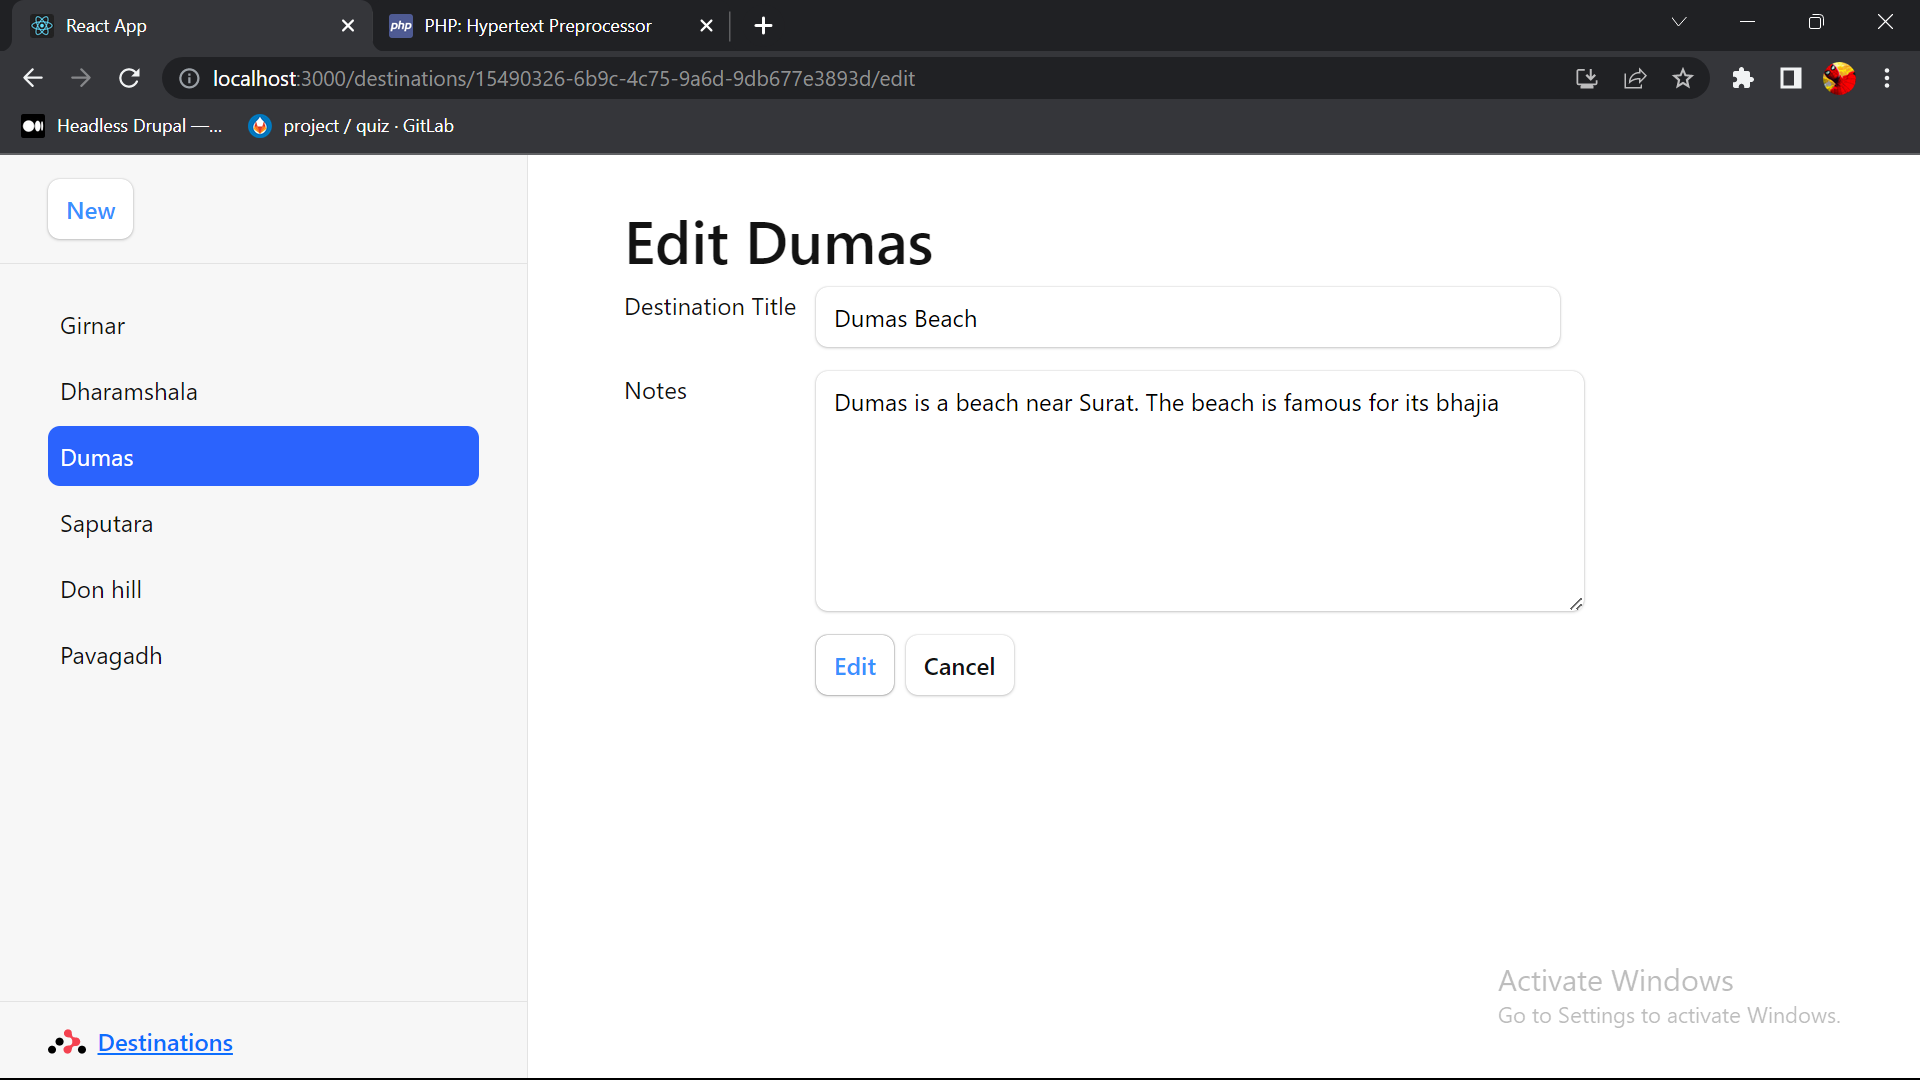 React App
php PHP: Hypertext Preprocessor
localhost:3000/destinations/15490326-6b9c-4c75-9a6d-9db677e3893d/edit
Headless Drupal —...
project / quiz · GitLab
New
Girnar
Dharamshala
Dumas
Saputara
Don hill
Pavagadh
Destinations
Edit Dumas
Destination Title
Dumas Beach
Notes
Dumas is a beach near Surat. The beach is famous for its bhajia
Edit
Cancel
Activate Windows
Go to Settings to activate Windows.